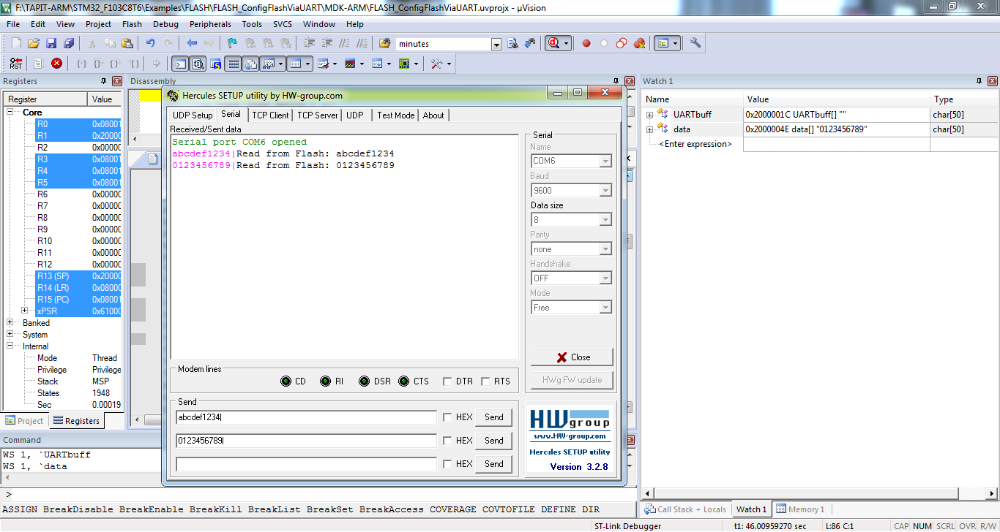 F:\TAPIT-ARM\STM32_F103C8T6\Examples\FLASH\FLASH_ConfigFlashViaUART\MDK-ARM\FLASH_ConfigFlashViaUART.uvprojx - µVision
File Edit View Project Flash Debug Peripherals Tools SVCS Window Help
minutes
RST
Registers
Register Value
Core
R0 0x08001
R1 0x20000
R2 0x00000
R3 0x08001
R4 0x08001
R5 0x08001
R6 0x00000
R7 0x00000
R8 0x00000
R9 0x00000
R10 0x00000
R11 0x00000
R12 0x00000
R13 (SP) 0x20000
R14 (LR) 0x08000
R15 (PC) 0x08001
xPSR 0x61000
Banked
System
Internal
Mode Thread
Privilege Privilege
Stack MSP
States 1948
Sec 0.00019
Project Registers
Disassembly
Hercules SETUP utility by HW-group.com
UDP Setup Serial TCP Client TCP Server UDP Test Mode About
Received/Sent data
Serial port COM6 opened
abcdef1234|Read from Flash: abcdef1234
0123456789|Read from Flash: 0123456789
Serial
Name
COM6
Baud
9600
Data size
8
Parity
none
Handshake
OFF
Mode
Free
Close
HWg FW update
Modem lines
CD RI DSR CTS DTR RTS
Send
abcdef1234| HEX Send
0123456789| HEX Send
HEX Send
HW group
www.HW-group.com
Hercules SETUP utility
Version 3.2.8
Watch 1
Name Value Type
UARTbuff 0x2000001C UARTbuff[] "" char[50]
data 0x2000004E data[] "0123456789" char[50]
<Enter expression>
Command
WS 1, `UARTbuff
WS 1, `data
>
ASSIGN BreakDisable BreakEnable BreakKill BreakList BreakSet BreakAccess COVERAGE COVTOFILE DEFINE DIR
Call Stack + Locals Watch 1 Memory 1
ST-Link Debugger t1: 46.00959270 sec L:86 C:1 CAP NUM SCRL OVR R/W